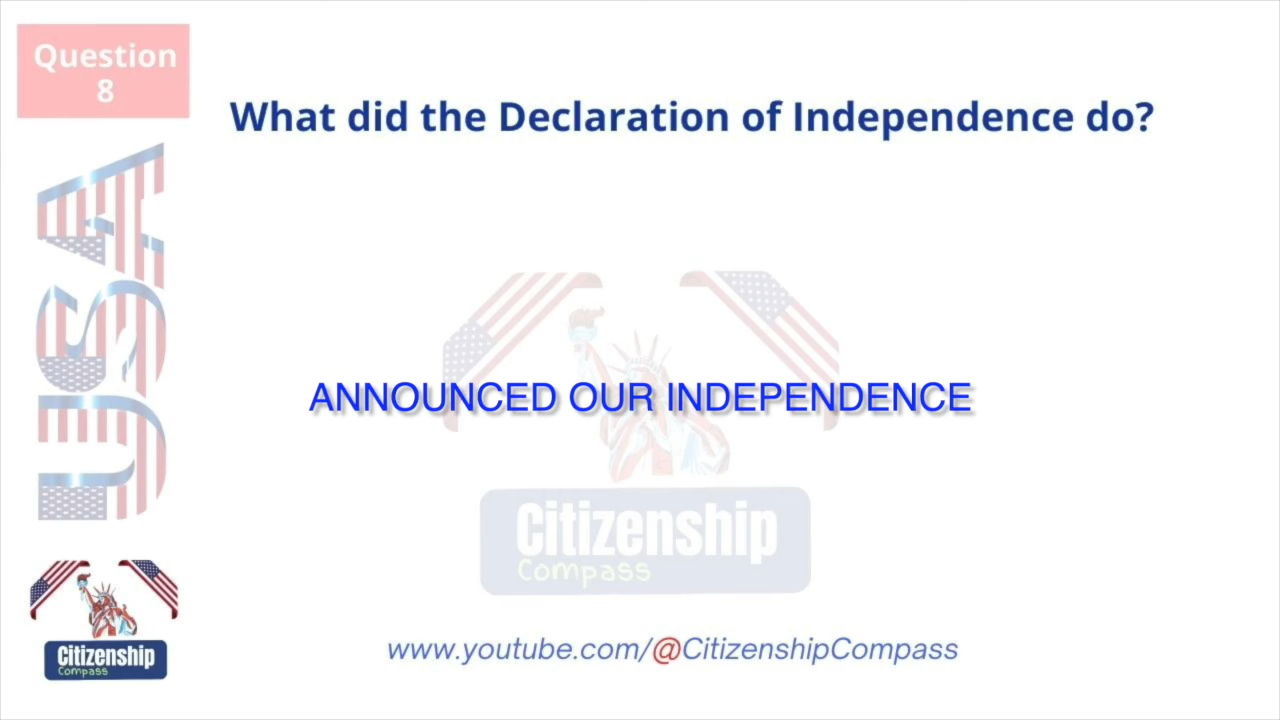 Question
8
What did the Declaration of Independence do?
USA
ANNOUNCED OUR INDEPENDENCE
Citizenship
Compass
Citizenship
Compass
www.youtube.com/@CitizenshipCompass